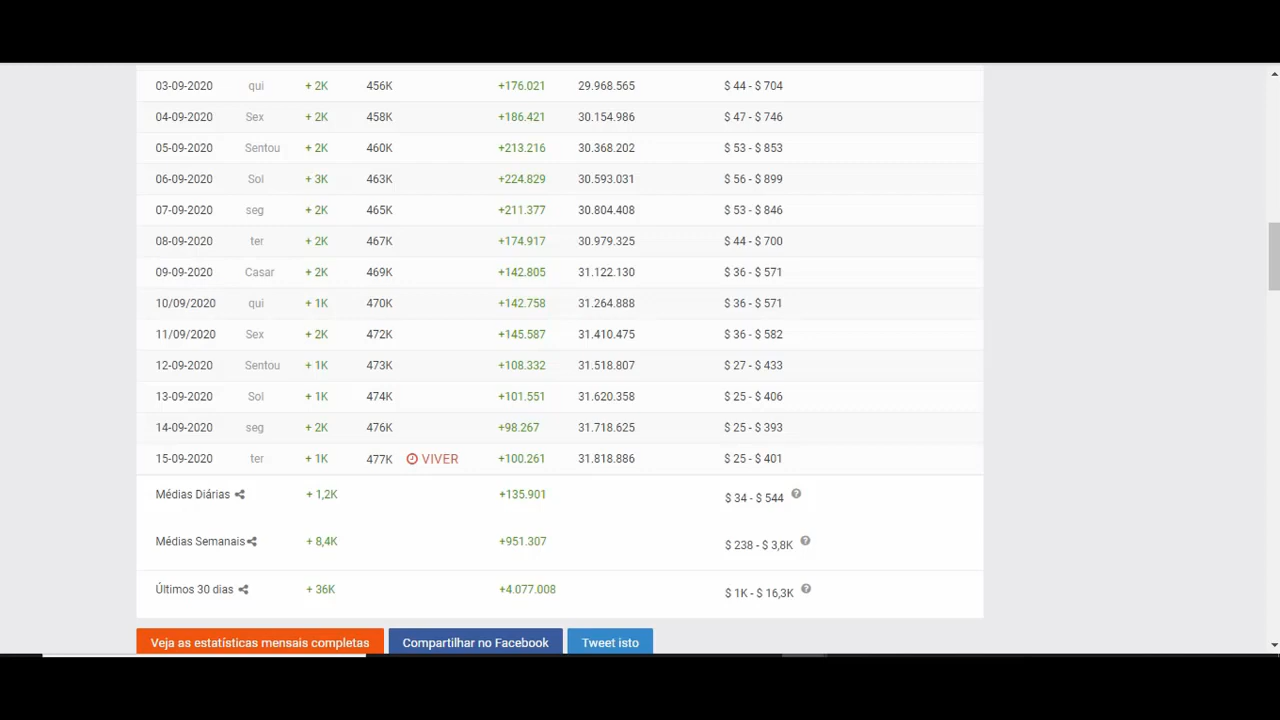 03-09-2020 qui + 2K 456K +176.021 29.968.565 $ 44 - $ 704
04-09-2020 Sex + 2K 458K +186.421 30.154.986 $ 47 - $ 746
05-09-2020 Sentou + 2K 460K +213.216 30.368.202 $ 53 - $ 853
06-09-2020 Sol + 3K 463K +224.829 30.593.031 $ 56 - $ 899
07-09-2020 seg + 2K 465K +211.377 30.804.408 $ 53 - $ 846
08-09-2020 ter + 2K 467K +174.917 30.979.325 $ 44 - $ 700
09-09-2020 Casar + 2K 469K +142.805 31.122.130 $ 36 - $ 571
10/09/2020 qui + 1K 470K +142.758 31.264.888 $ 36 - $ 571
11/09/2020 Sex + 2K 472K +145.587 31.410.475 $ 36 - $ 582
12-09-2020 Sentou + 1K 473K +108.332 31.518.807 $ 27 - $ 433
13-09-2020 Sol + 1K 474K +101.551 31.620.358 $ 25 - $ 406
14-09-2020 seg + 2K 476K +98.267 31.718.625 $ 25 - $ 393
15-09-2020 ter + 1K 477K VIVER +100.261 31.818.886 $ 25 - $ 401
Médias Diárias + 1,2K +135.901 $ 34 - $ 544
Médias Semanais + 8,4K +951.307 $ 238 - $ 3,8K
Últimos 30 dias + 36K +4.077.008 $ 1K - $ 16,3K
Veja as estatísticas mensais completas Compartilhar no Facebook Tweet isto